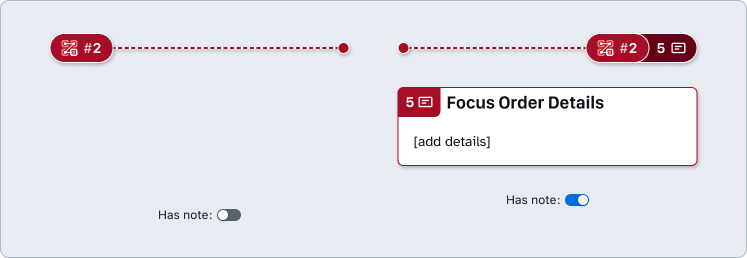 #2
#2 5
5 Focus Order Details
[add details]
Has note:
Has note: